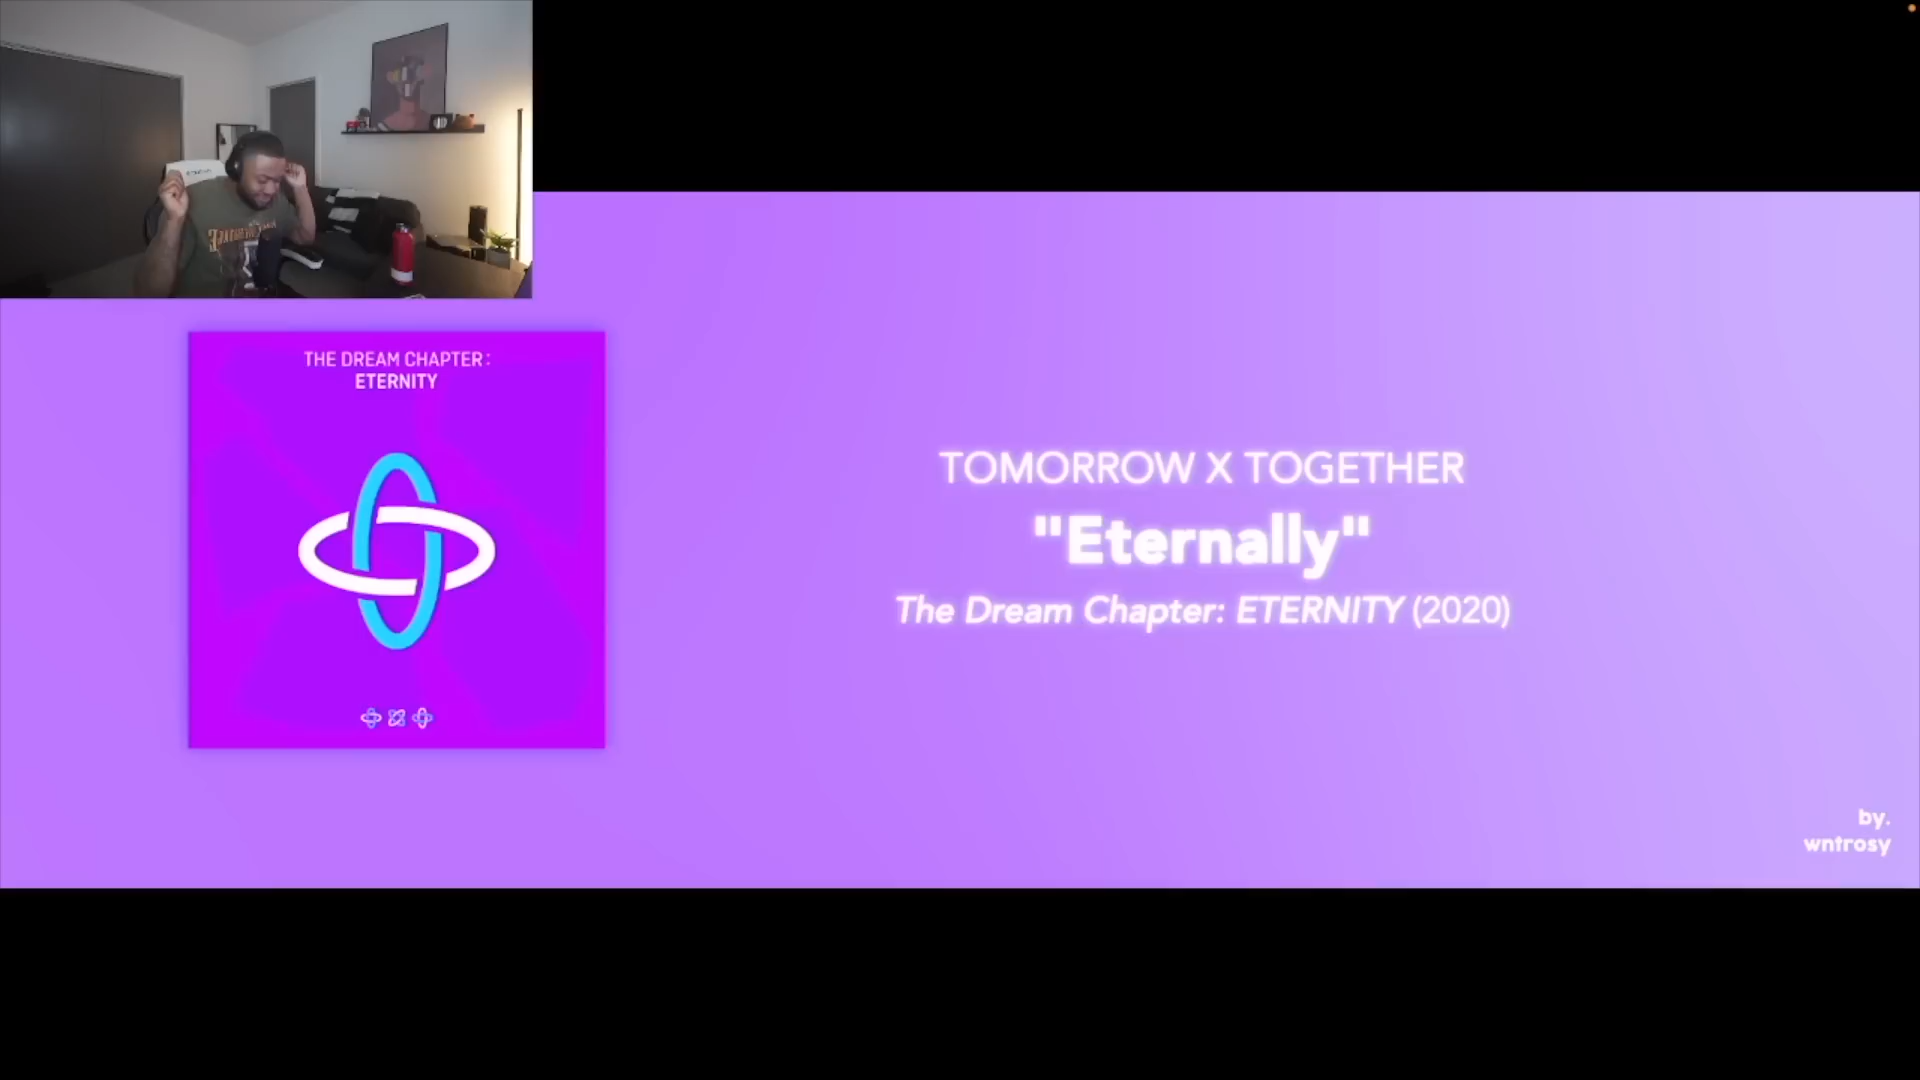 THE DREAM CHAPTER:
ETERNITY
TOMORROW X TOGETHER
"Eternally"
The Dream Chapter: ETERNITY (2020)
by.
wntrosy